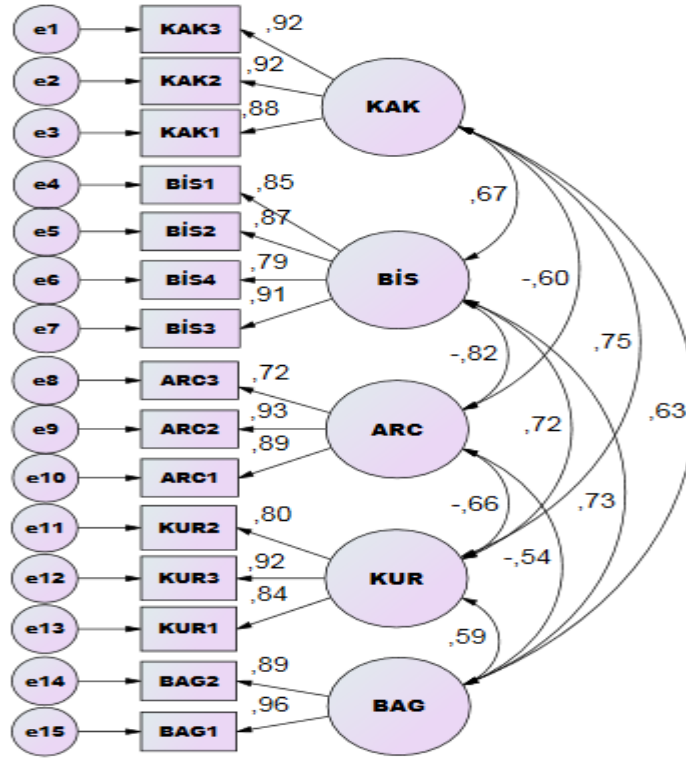 e1 KAK3 ,92
e2 KAK2 ,92
KAK
e3 KAK1 ,88
e4 BİS1 ,85
,67
e5 BİS2 ,87
e6 BİS4 ,79
BİS
-,60
e7 BİS3 ,91
-,82
,75
e8 ARC3 ,72
e9 ARC2 ,93
ARC
,72
,63
e10 ARC1 ,89
-,66
,73
e11 KUR2 ,80
-,54
e12 KUR3 ,92
KUR
e13 KUR1 ,84
,59
e14 BAG2 ,89
BAG
e15 BAG1 ,96